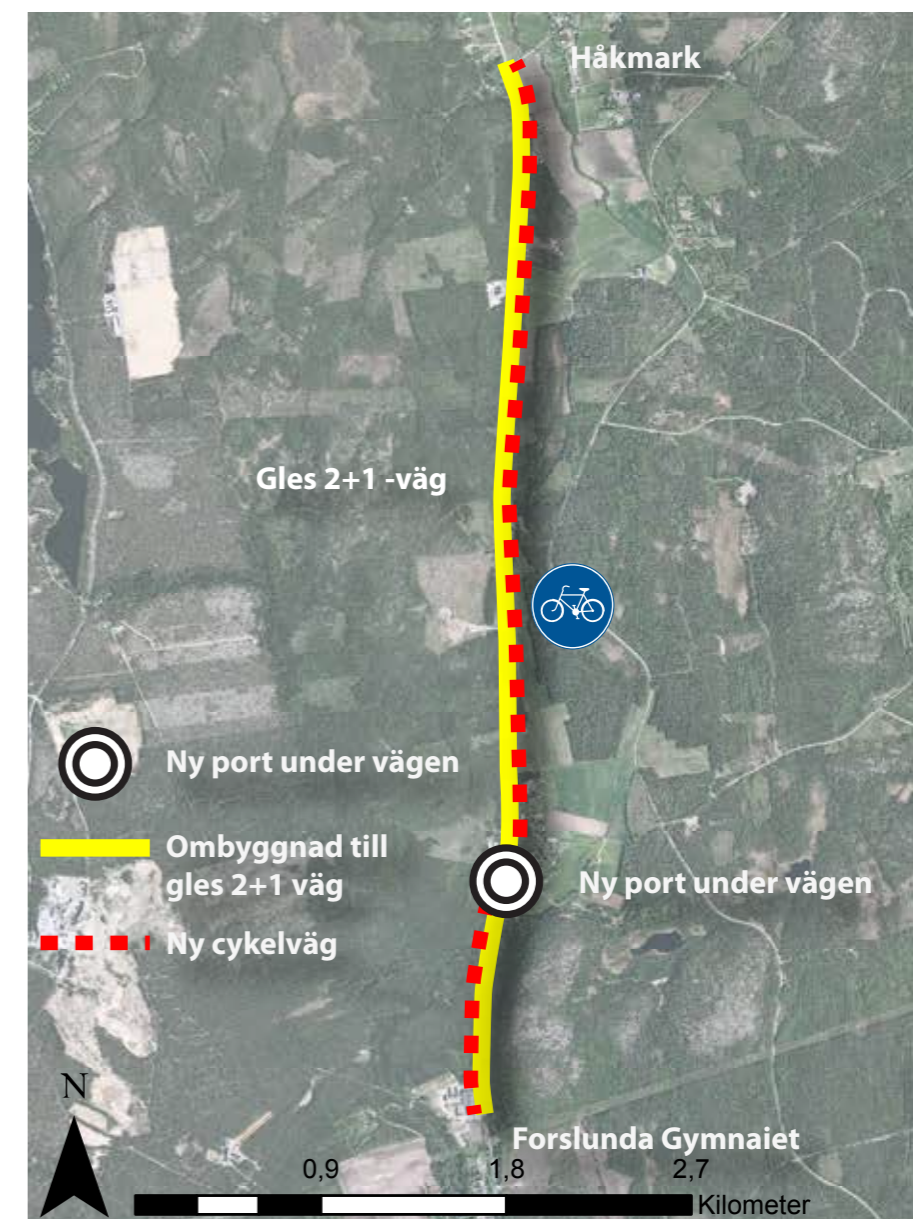 Håkmark
Gles 2+1 -väg
Ny port under vägen
Ombyggnad till
gles 2+1 väg
Ny port under vägen
Ny cykelväg
N
Forslunda Gymnaiet
0,9 1,8 2,7
Kilometer